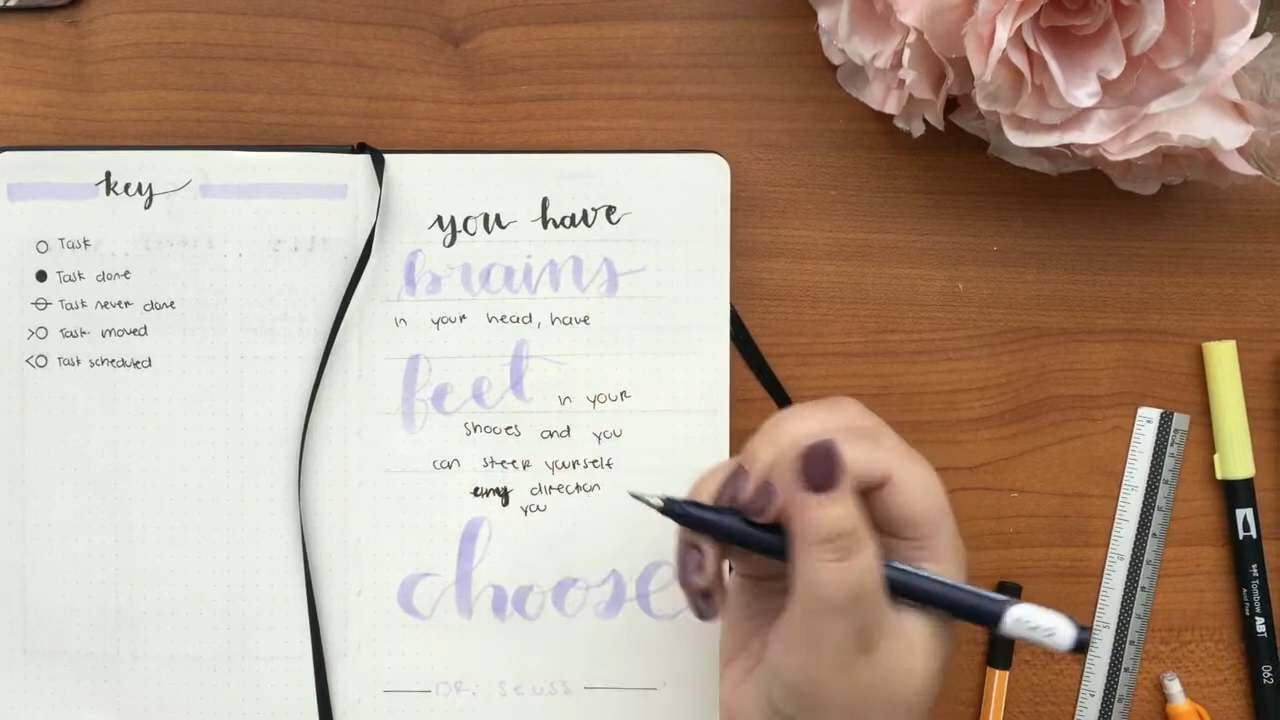 key
Task
Task done
Task never done
Task moved
Task scheduled
you have
brains
in your head, have
feet in your
shooes and you
can steer yourself
any direction
you
choose
DR. Seuss
Tombow ABT
062